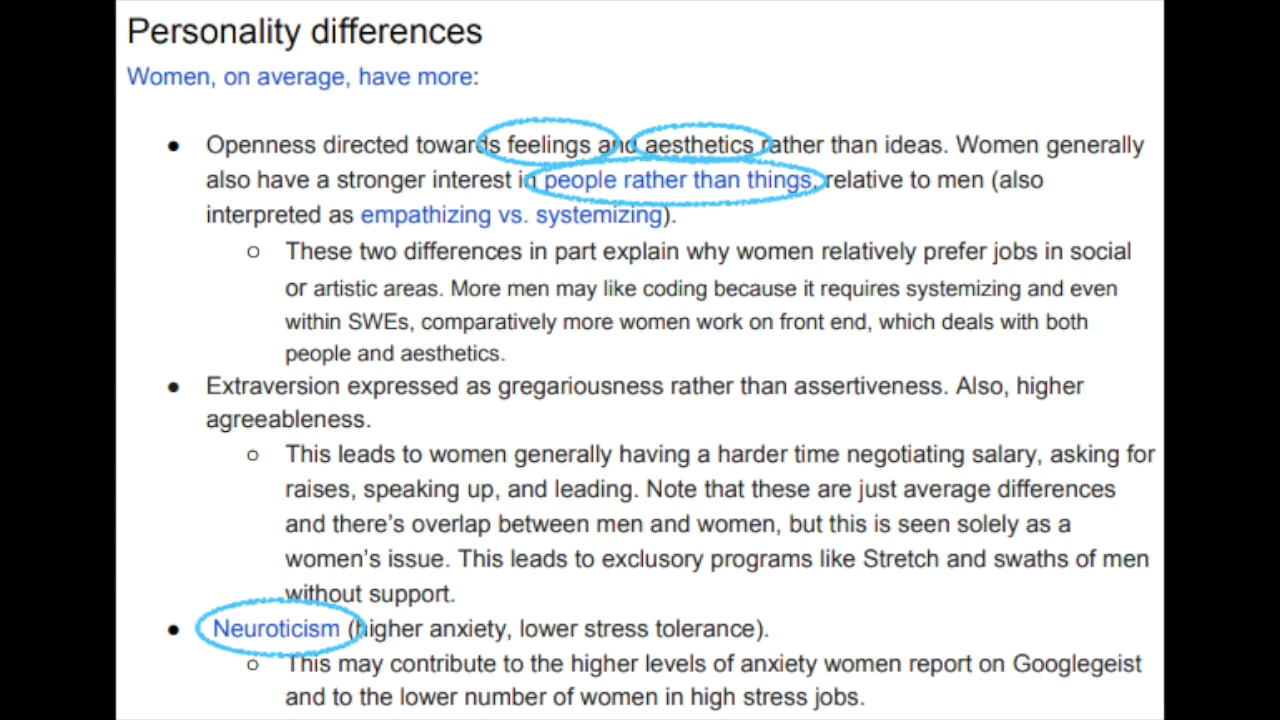 Personality differences
Women, on average, have more:
● Openness directed towards feelings and aesthetics rather than ideas. Women generally
also have a stronger interest in people rather than things, relative to men (also
interpreted as empathizing vs. systemizing).
○ These two differences in part explain why women relatively prefer jobs in social
or artistic areas. More men may like coding because it requires systemizing and even
within SWEs, comparatively more women work on front end, which deals with both
people and aesthetics.
● Extraversion expressed as gregariousness rather than assertiveness. Also, higher
agreeableness.
○ This leads to women generally having a harder time negotiating salary, asking for
raises, speaking up, and leading. Note that these are just average differences
and there’s overlap between men and women, but this is seen solely as a
women’s issue. This leads to exclusory programs like Stretch and swaths of men
without support.
● Neuroticism (higher anxiety, lower stress tolerance).
○ This may contribute to the higher levels of anxiety women report on Googlegeist
and to the lower number of women in high stress jobs.